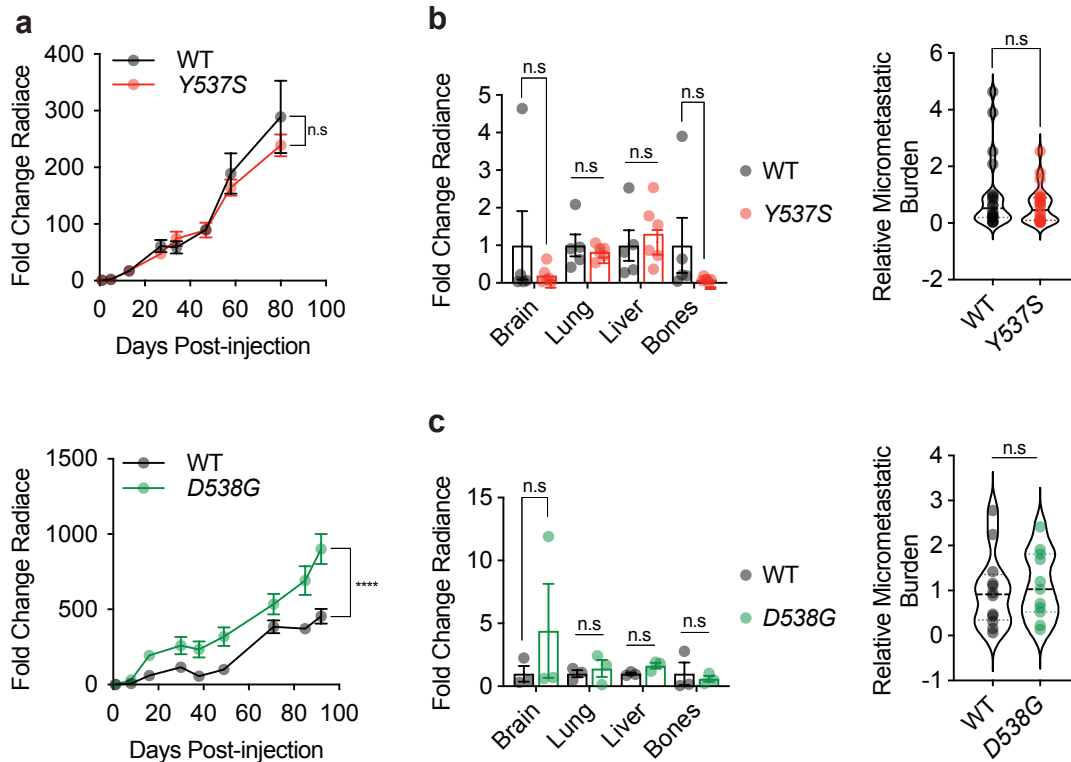 a
WT
Y537S
400
300
200
100
0
n.s
0 20 40 60 80 100
Fold Change Radiace
Days Post-injection
b
n.s
n.s
n.s
n.s
5
4
3
2
1
0
Fold Change Radiance
Brain Lung Liver Bones
WT
Y537S
n.s
6
4
2
0
-2
Relative Micrometastatic
Burden
WT Y537S
WT
D538G
1500
1000
500
0
****
0 20 40 60 80 100
Fold Change Radiace
Days Post-injection
c
n.s
n.s
n.s
n.s
15
10
5
0
Fold Change Radiance
Brain Lung Liver Bones
WT
D538G
n.s
4
3
2
1
0
-1
Relative Micrometastatic
Burden
WT D538G